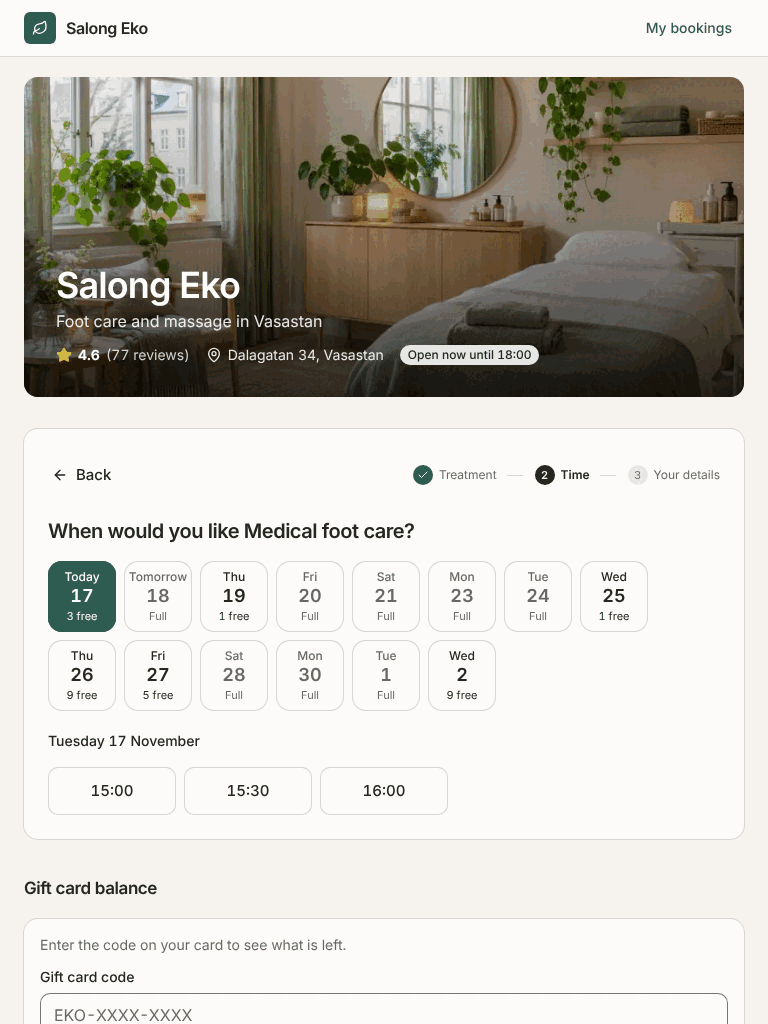 Salong Eko
My bookings
Salong Eko
Foot care and massage in Vasastan
4.6 (77 reviews) Dalagatan 34, Vasastan Open now until 18:00
Back
Treatment 2 Time 3 Your details
When would you like Medical foot care?
Today Tomorrow Thu Fri Sat Mon Tue Wed
17 18 19 20 21 23 24 25
3 free Full 1 free Full Full Full Full 1 free
Thu Fri Sat Mon Tue Wed
26 27 28 30 1 2
9 free 5 free Full Full Full 9 free
Tuesday 17 November
15:00 15:30 16:00
Gift card balance
Enter the code on your card to see what is left.
Gift card code
EKO-XXXX-XXXX